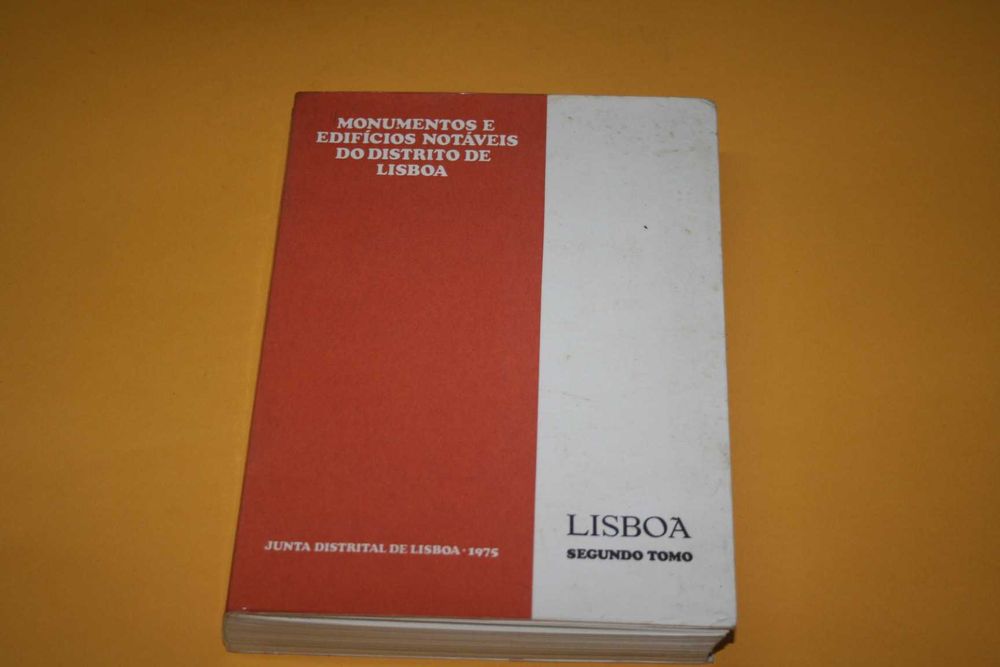 MONUMENTOS E
EDIFÍCIOS NOTÁVEIS
DO DISTRITO DE
LISBOA
JUNTA DISTRITAL DE LISBOA · 1975
LISBOA
SEGUNDO TOMO